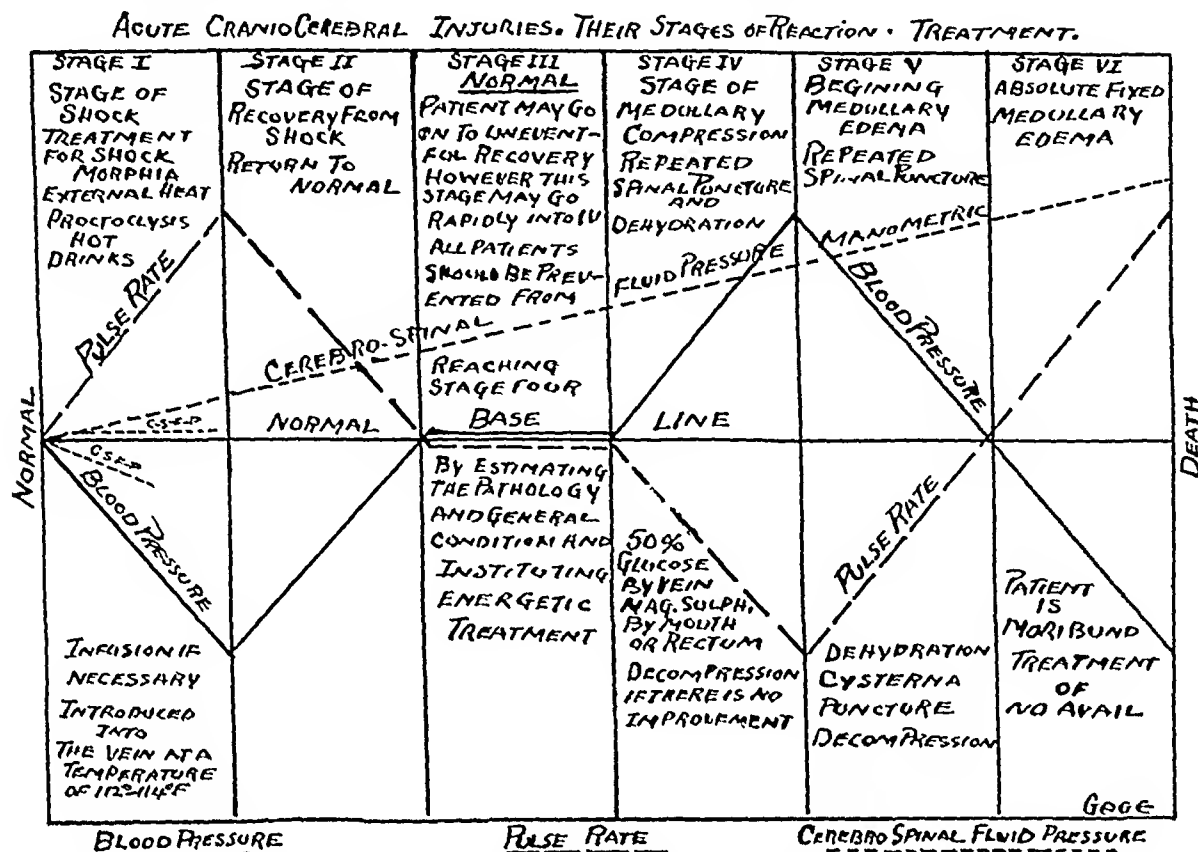 ACUTE CRANIOCEREBRAL INJURIES. THEIR STAGES OF REACTION. TREATMENT.
STAGE I
STAGE OF
SHOCK
TREATMENT
FOR SHOCK
MORPHIA
EXTERNAL HEAT
PROCTOCLYSIS
HOT
DRINKS
PULSE RATE
C-S-F-P
C-S-F-P
BLOOD PRESSURE
INFUSION IF
NECESSARY
INTRODUCED
INTO
THE VEIN AT A
TEMPERATURE
OF 112°-114°F
STAGE II
STAGE OF
RECOVERY FROM
SHOCK
RETURN TO
NORMAL
STAGE III
NORMAL
PATIENT MAY GO
ON TO UNEVENT-
FUL RECOVERY
HOWEVER THIS
STAGE MAY GO
RAPIDLY INTO IV
ALL PATIENTS
SHOULD BE PREV-
ENTED FROM
REACHING
STAGE FOUR
BY ESTIMATING
THE PATHOLOGY
AND GENERAL
CONDITION AND
INSTITUTING
ENERGETIC
TREATMENT
STAGE IV
STAGE OF
MEDULLARY
COMPRESSION
REPEATED
SPINAL PUNCTURE
AND
DEHYDRATION
50%
GLUCOSE
BY VEIN
MAG. SULPH.
BY MOUTH
OR RECTUM
DECOMPRESSION
IF THERE IS NO
IMPROVEMENT
STAGE V
BEGINING
MEDULLARY
EDEMA
REPEATED
SPINAL PUNCTURE
BLOOD PRESSURE
PULSE RATE
DEHYDRATION
CYSTERNA
PUNCTURE
DECOMPRESSION
STAGE VI
ABSOLUTE FIXED
MEDULLARY
EDEMA
PATIENT
IS
MORIBUND
TREATMENT
OF
NO AVAIL
GAGE
CEREBRO-SPINAL FLUID PRESSURE MANOMETRIC
NORMAL BASE LINE
NORMAL
DEATH
BLOOD PRESSURE PULSE RATE CEREBRO SPINAL FLUID PRESSURE